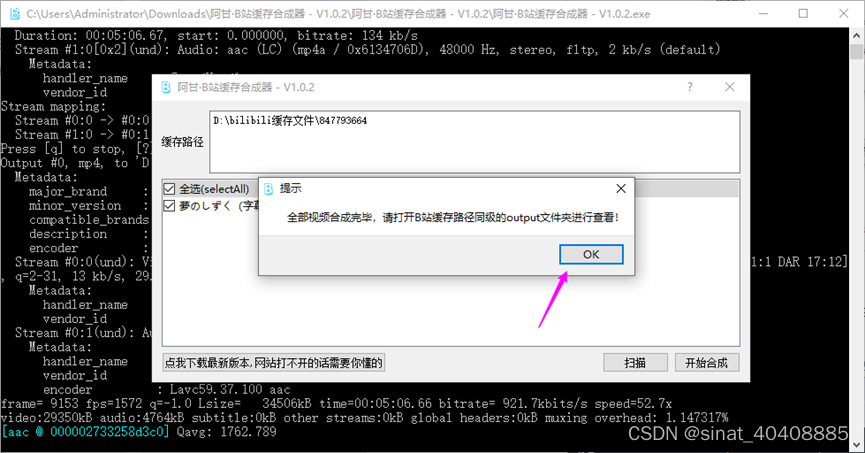 C:\Users\Administrator\Downloads\阿甘·B站缓存合成器 - V1.0.2\阿甘·B站缓存合成器 - V1.0.2\阿甘·B站缓存合成器 - V1.0.2.exe
Duration: 00:05:06.67, start: 0.000000, bitrate: 134 kb/s
Stream #1:0[0x2](und): Audio: aac (LC) (mp4a / 0x6134706D), 48000 Hz, stereo, fltp, 2 kb/s (default)
Metadata:
handler_name
vendor_id
Stream mapping:
Stream #0:0 -> #0:0
Stream #1:0 -> #0:1
Press [q] to stop, [?]
Output #0, mp4, to 'D
Metadata:
major_brand :
minor_version :
compatible_brands
description :
encoder :
Stream #0:0(und): Vi
1:1 DAR 17:12]
, q=2-31, 13 kb/s, 29.
Metadata:
handler_name
vendor_id
Stream #0:1(und): Au
Metadata:
handler_name
vendor_id
encoder : Lavc59.37.100 aac
frame= 9153 fps=1572 q=-1.0 Lsize= 34506kB time=00:05:06.66 bitrate= 921.7kbits/s speed=52.7x
video:29350kB audio:4764kB subtitle:0kB other streams:0kB global headers:0kB muxing overhead: 1.147317%
[aac @ 000002733258d3c0] Qavg: 1762.789
阿甘·B站缓存合成器 - V1.0.2
?
缓存路径
D:\bilibili缓存文件\847793664
全选(selectAll)
夢のしずく（字幕
提示
全部视频合成完毕，请打开B站缓存路径同级的output文件夹进行查看!
OK
点我下载最新版本,网站打不开的话需要你懂的
扫描
开始合成
CSDN @sinat_40408885